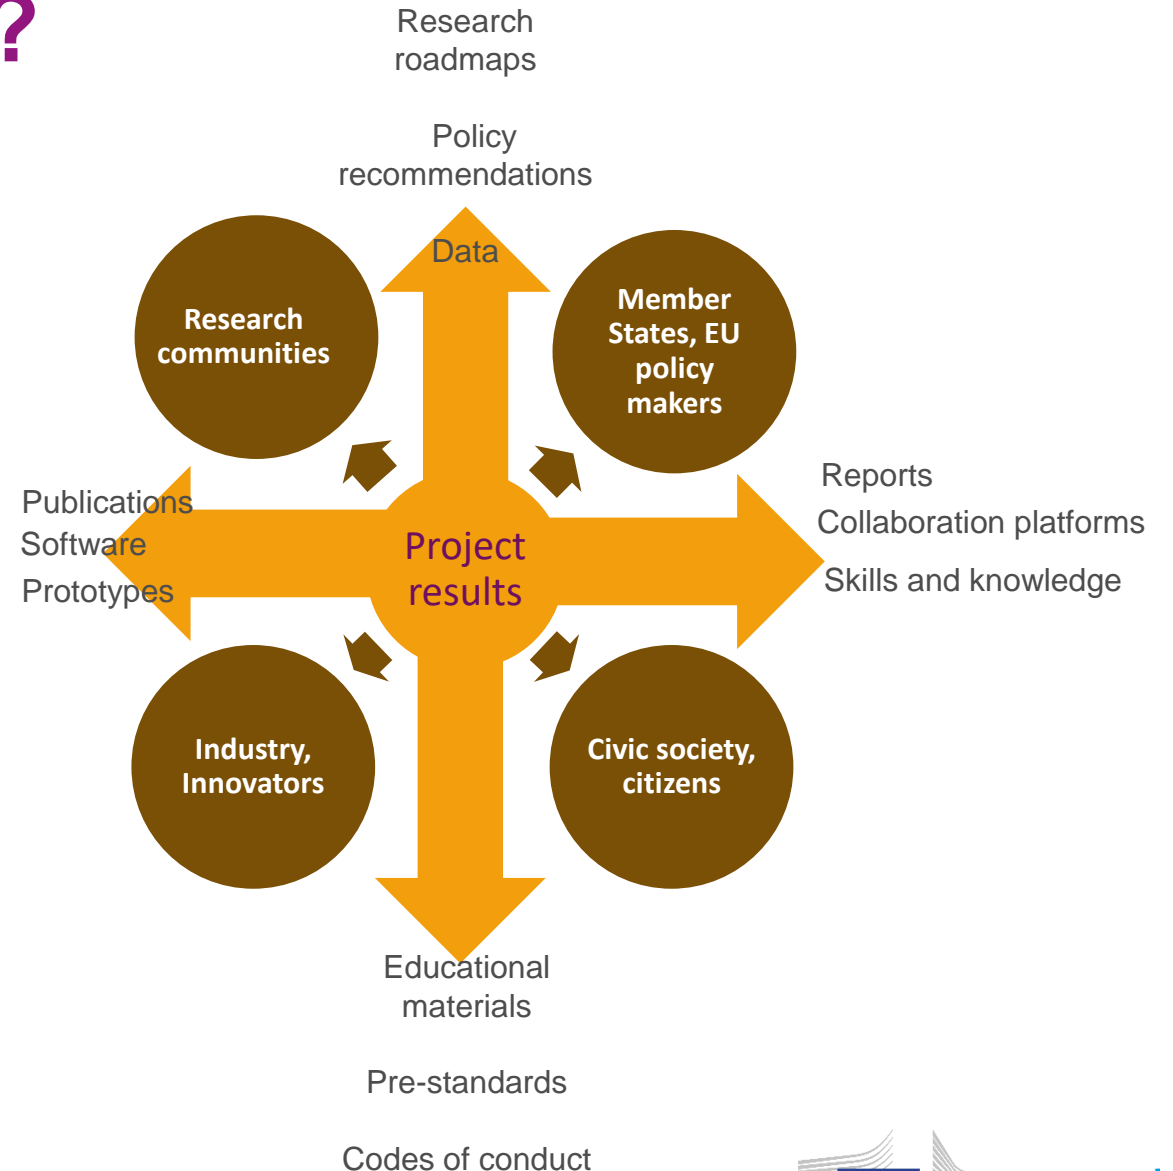 ?
Research
roadmaps
Policy
recommendations
Data
Research
communities
Member
States, EU
policy
makers
Publications
Software
Prototypes
Project
results
Reports
Collaboration platforms
Skills and knowledge
Industry,
Innovators
Civic society,
citizens
Educational
materials
Pre-standards
Codes of conduct